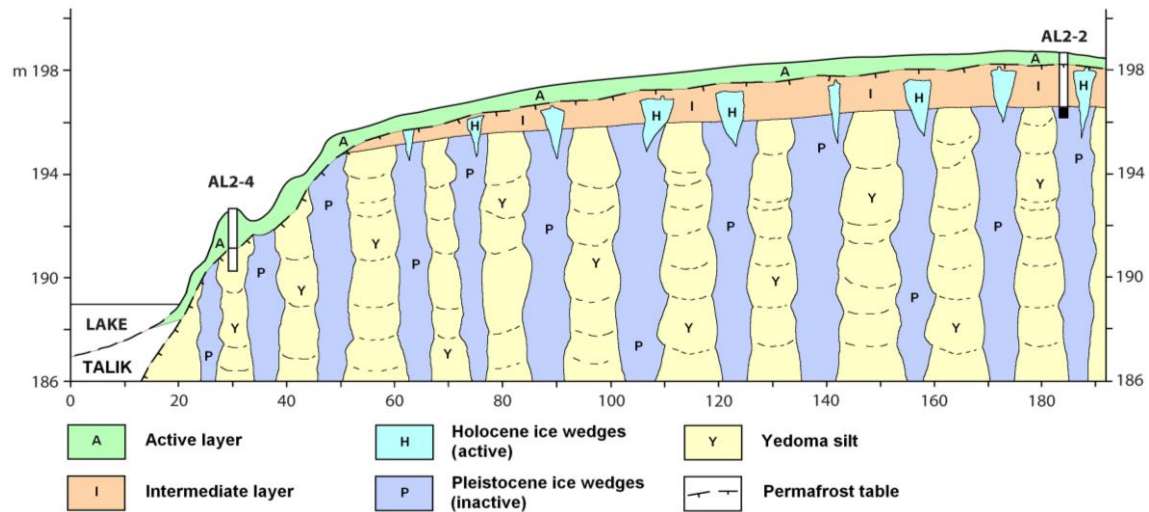 AL2-2
m 198
A
A
A
H
I
H
I
H
I
H
198
A
I
H
P
P
194
AL2-4
P
P
Y
Y
Y
194
A
Y
P
P
P
190
P
Y
P
Y
Y
190
Y
P
LAKE
Y
Y
Y
P
P
Y
P
TALIK
186
186
0
20
40
60
80
100
120
140
160
180
A Active layer
H Holocene ice wedges
(active)
Y Yedoma silt
I Intermediate layer
P Pleistocene ice wedges
(inactive)
Permafrost table